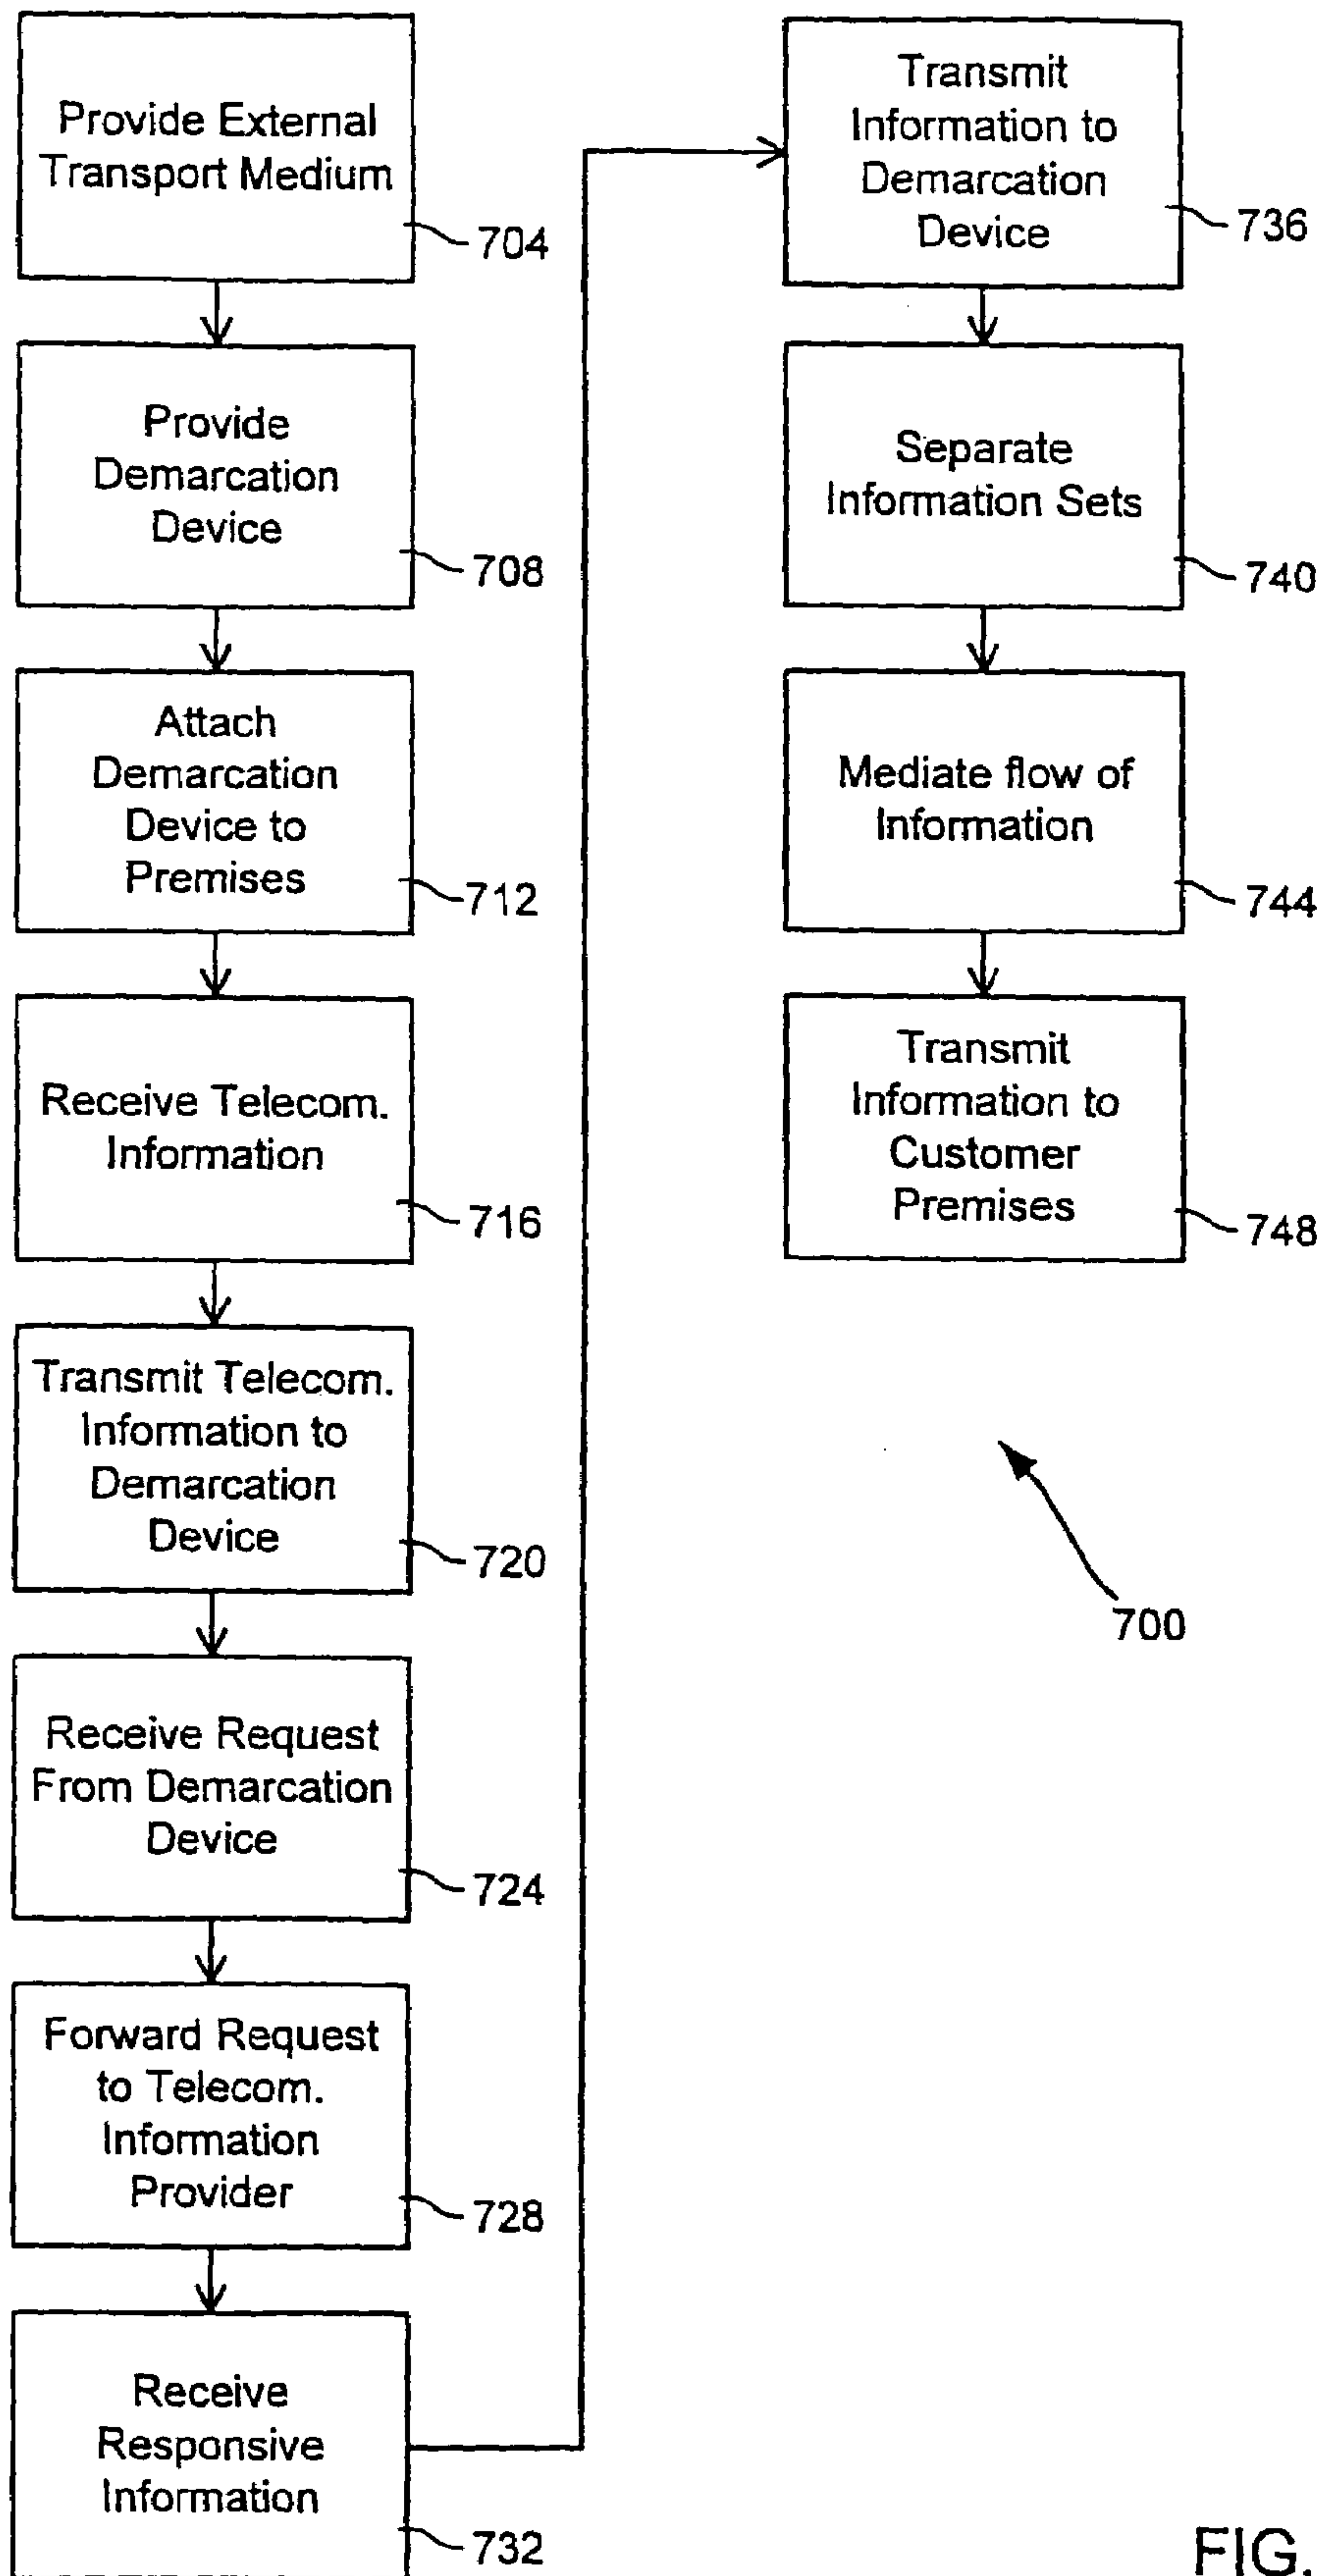 Provide External
Transport Medium
704
Provide
Demarcation
Device
708
Attach
Demarcation
Device to
Premises
712
Receive Telecom.
Information
716
Transmit Telecom.
Information to
Demarcation
Device
720
Receive Request
From Demarcation
Device
724
Forward Request
to Telecom.
Information
Provider
728
Receive
Responsive
Information
732
Transmit
Information to
Demarcation
Device
736
Separate
Information Sets
740
Mediate flow of
Information
744
Transmit
Information to
Customer
Premises
748
700
FIG.